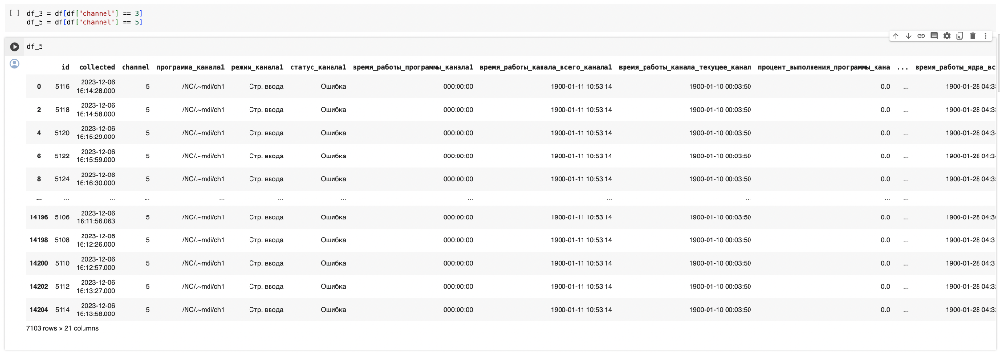 [ ] df_3 = df[df['channel'] == 3]
df_5 = df[df['channel'] == 5]
df_5
id collected channel программа_канала1 режим_канала1 статус_канала1 время_работы_программы_канала1 время_работы_канала_всего_канала1 время_работы_канала_текущее_канал процент_выполнения_программы_кана ... время_работы_ядра_вс
0 5116 2023-12-06 16:14:28.000 5 /NC/.~mdi/ch1 Стр. ввода Ошибка 000:00:00 1900-01-11 10:53:14 1900-01-10 00:03:50 0.0 ... 1900-01-28 04:3
2 5118 2023-12-06 16:14:58.000 5 /NC/.~mdi/ch1 Стр. ввода Ошибка 000:00:00 1900-01-11 10:53:14 1900-01-10 00:03:50 0.0 ... 1900-01-28 04:3
4 5120 2023-12-06 16:15:29.000 5 /NC/.~mdi/ch1 Стр. ввода Ошибка 000:00:00 1900-01-11 10:53:14 1900-01-10 00:03:50 0.0 ... 1900-01-28 04:3
6 5122 2023-12-06 16:15:59.000 5 /NC/.~mdi/ch1 Стр. ввода Ошибка 000:00:00 1900-01-11 10:53:14 1900-01-10 00:03:50 0.0 ... 1900-01-28 04:3
8 5124 2023-12-06 16:16:30.000 5 /NC/.~mdi/ch1 Стр. ввода Ошибка 000:00:00 1900-01-11 10:53:14 1900-01-10 00:03:50 0.0 ... 1900-01-28 04:3
... ... ... ... ... ... ... ... ... ... ... ...
14196 5106 2023-12-06 16:11:56.063 5 /NC/.~mdi/ch1 Стр. ввода Ошибка 000:00:00 1900-01-11 10:53:14 1900-01-10 00:03:50 0.0 ... 1900-01-28 04:3
14198 5108 2023-12-06 16:12:26.000 5 /NC/.~mdi/ch1 Стр. ввода Ошибка 000:00:00 1900-01-11 10:53:14 1900-01-10 00:03:50 0.0 ... 1900-01-28 04:3
14200 5110 2023-12-06 16:12:57.000 5 /NC/.~mdi/ch1 Стр. ввода Ошибка 000:00:00 1900-01-11 10:53:14 1900-01-10 00:03:50 0.0 ... 1900-01-28 04:3
14202 5112 2023-12-06 16:13:27.000 5 /NC/.~mdi/ch1 Стр. ввода Ошибка 000:00:00 1900-01-11 10:53:14 1900-01-10 00:03:50 0.0 ... 1900-01-28 04:3
14204 5114 2023-12-06 16:13:58.000 5 /NC/.~mdi/ch1 Стр. ввода Ошибка 000:00:00 1900-01-11 10:53:14 1900-01-10 00:03:50 0.0 ... 1900-01-28 04:3
7103 rows × 21 columns